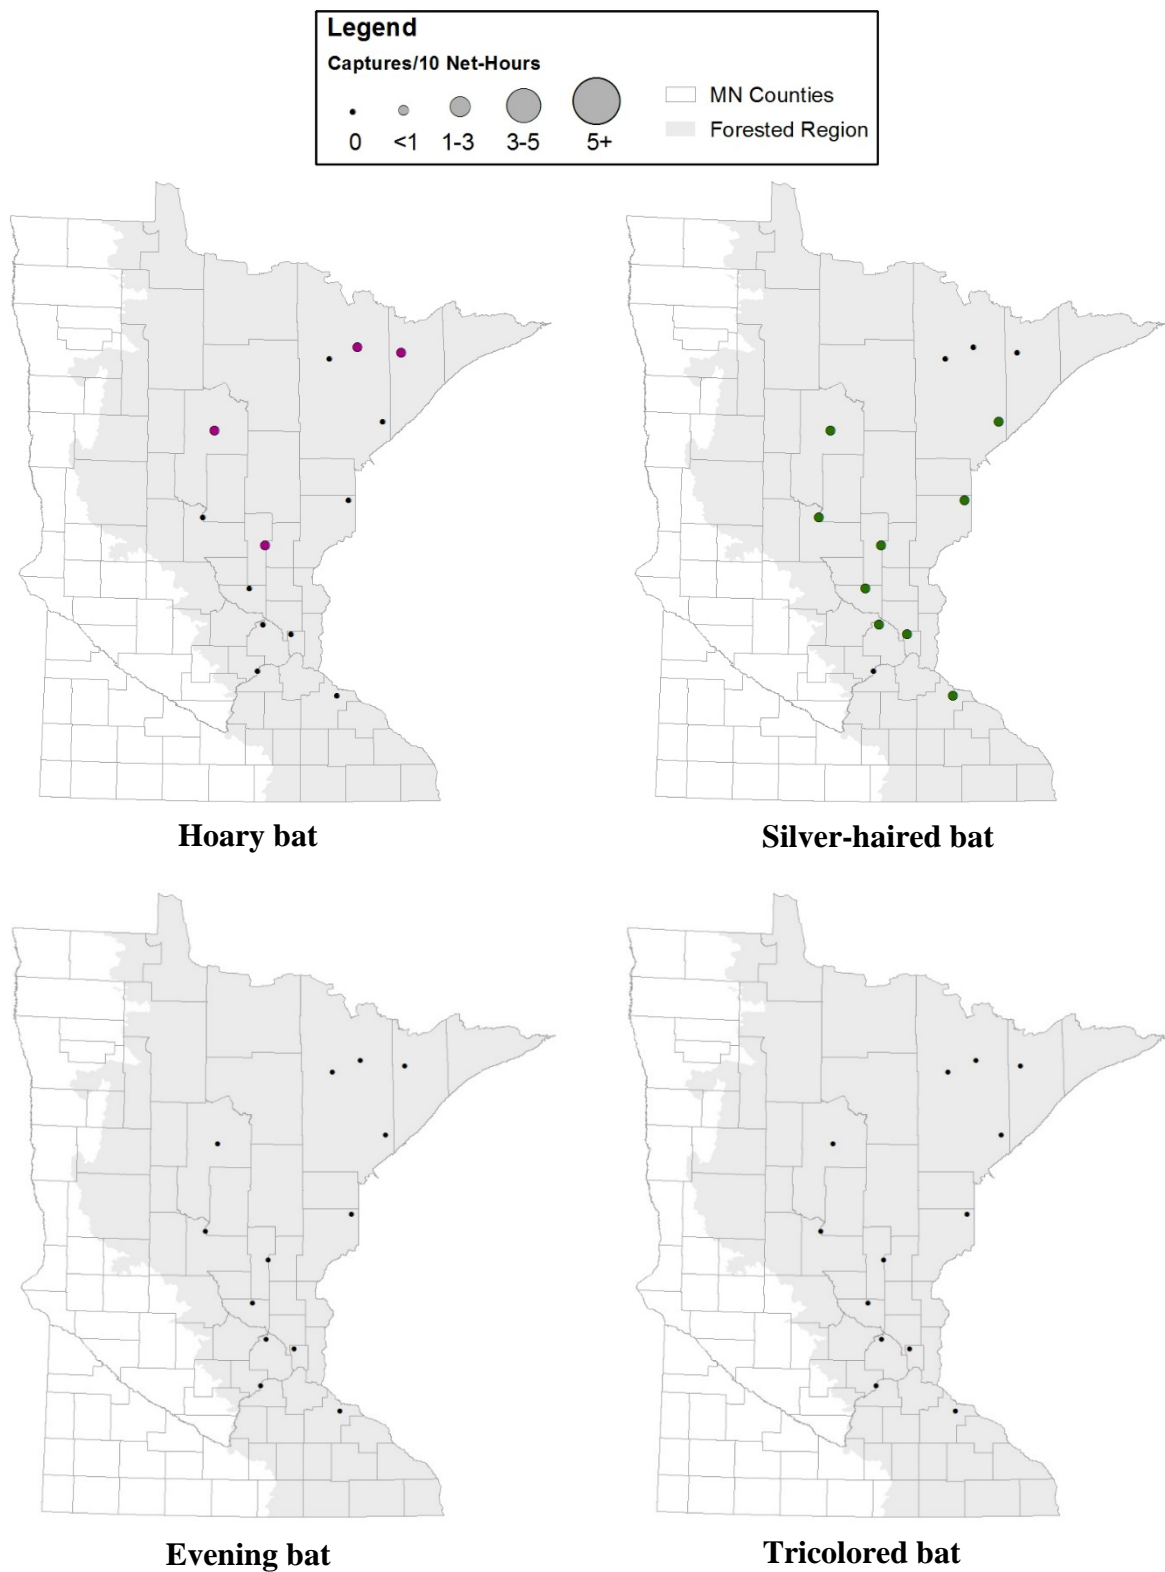 Legend
Captures/10 Net-Hours
0 <1 1-3 3-5 5+
MN Counties
Forested Region
Hoary bat
Silver-haired bat
Evening bat
Tricolored bat